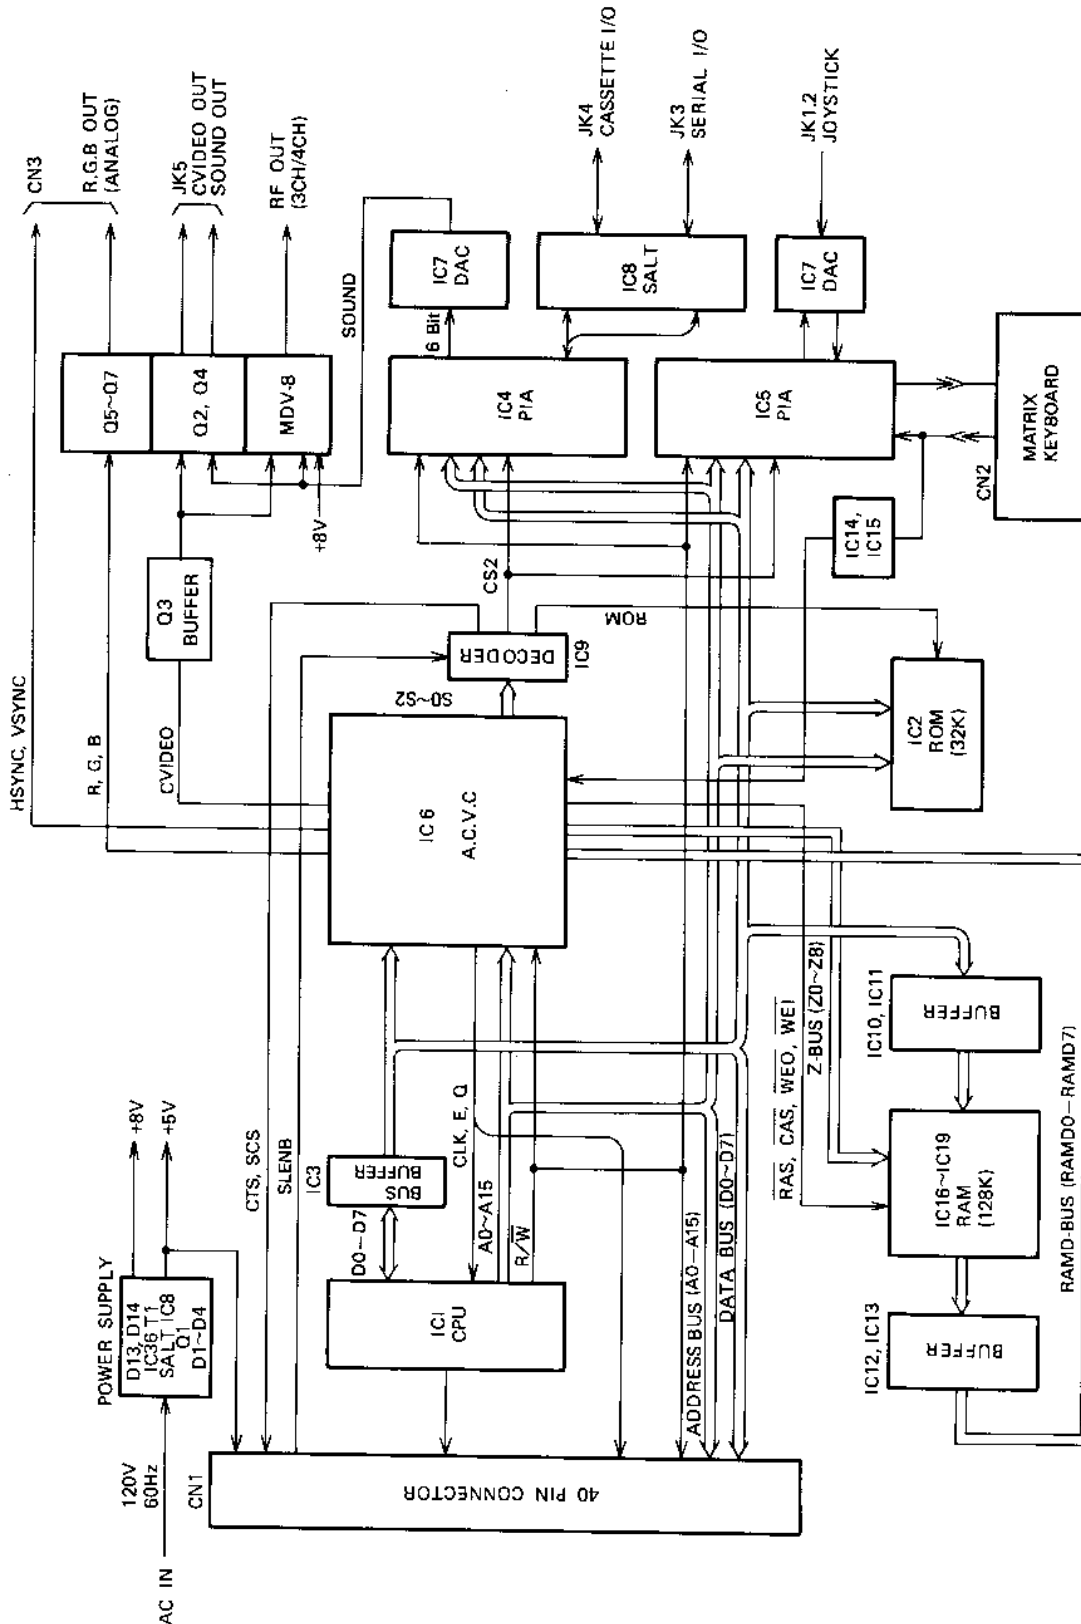 AC IN
120V
60Hz
POWER SUPPLY
D13, D14
IC36 T1
SALT IC8
Q1
D1~D4
+8V
+5V
CN1
40 PIN CONNECTOR
CTS, SCS
SLENB
IC1
CPU
D0~D7
IC3
BUS
BUFFER
CLK, E, Q
A0~A15
R/W
ADDRESS BUS (A0~A15)
DATA BUS (D0~D7)
HSYNC, VSYNC
R, G, B
CVIDEO
IC6
A.C.V.C
S0~S2
DECODER
IC9
CS2
ROM
Q3
BUFFER
+8V
Q5~Q7
Q2, Q4
MDV-8
CN3
R.G.B OUT
(ANALOG)
JK5
CVIDEO OUT
SOUND OUT
RF OUT
(3CH/4CH)
SOUND
6 Bit
IC7
DAC
IC4
PIA
IC8
SALT
JK4
CASSETTE I/O
JK3
SERIAL I/O
IC5
PIA
IC7
DAC
JK1.2
JOYSTICK
IC14,
IC15
CN2
MATRIX
KEYBOARD
IC2
ROM
(32K)
RAS, CAS, WE0, WE1
Z-BUS (Z0~Z8)
IC10, IC11
BUFFER
IC16~IC19
RAM
(128K)
IC12, IC13
BUFFER
RAMD-BUS (RAMD0-RAMD7)